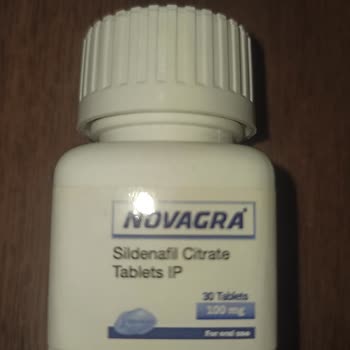 NOVAGRA
Sildenafil Citrate
Tablets IP
30 Tablets
100 mg
For oral use